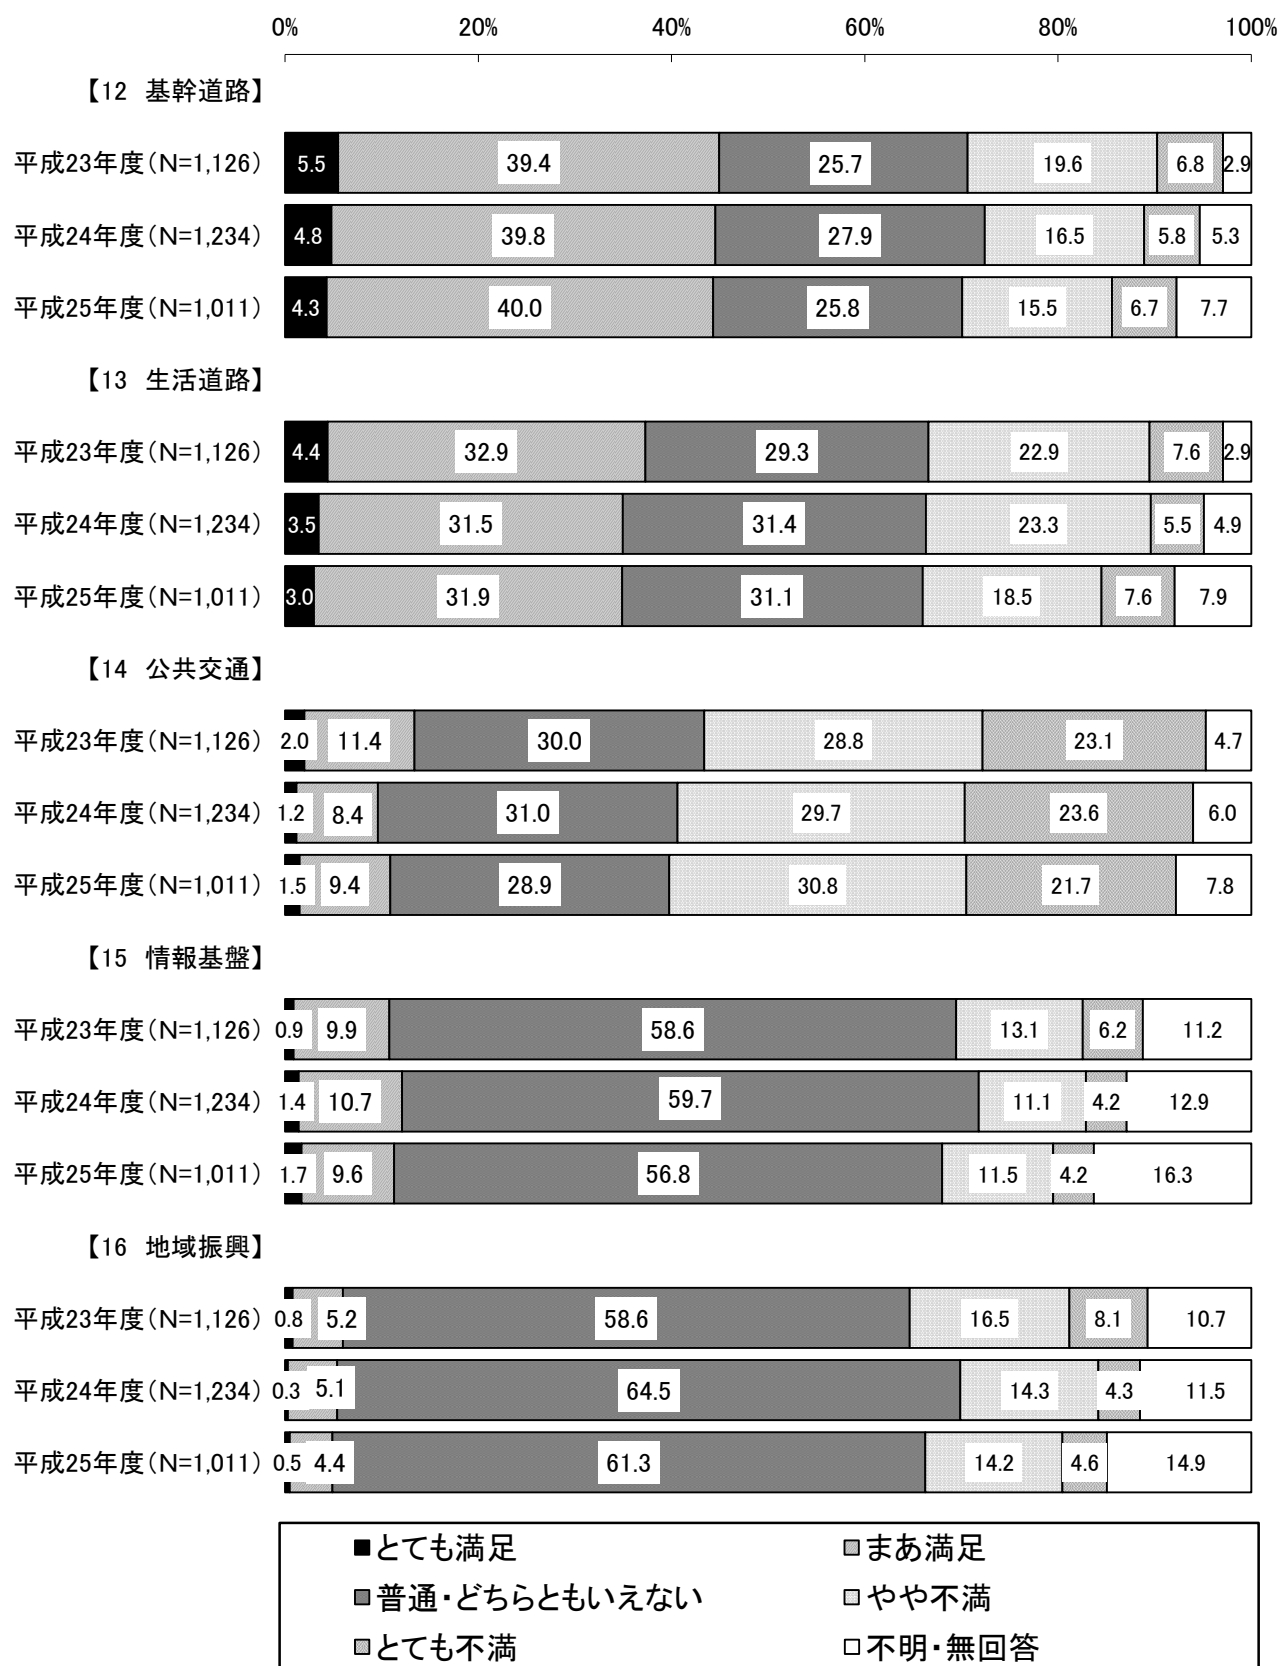 0% 20% 40% 60% 80% 100%
【12 基幹道路】
平成23年度(N=1,126) 5.5 39.4 25.7 19.6 6.8 2.9
平成24年度(N=1,234) 4.8 39.8 27.9 16.5 5.8 5.3
平成25年度(N=1,011) 4.3 40.0 25.8 15.5 6.7 7.7
【13 生活道路】
平成23年度(N=1,126) 4.4 32.9 29.3 22.9 7.6 2.9
平成24年度(N=1,234) 3.5 31.5 31.4 23.3 5.5 4.9
平成25年度(N=1,011) 3.0 31.9 31.1 18.5 7.6 7.9
【14 公共交通】
平成23年度(N=1,126) 2.0 11.4 30.0 28.8 23.1 4.7
平成24年度(N=1,234) 1.2 8.4 31.0 29.7 23.6 6.0
平成25年度(N=1,011) 1.5 9.4 28.9 30.8 21.7 7.8
【15 情報基盤】
平成23年度(N=1,126) 0.9 9.9 58.6 13.1 6.2 11.2
平成24年度(N=1,234) 1.4 10.7 59.7 11.1 4.2 12.9
平成25年度(N=1,011) 1.7 9.6 56.8 11.5 4.2 16.3
【16 地域振興】
平成23年度(N=1,126) 0.8 5.2 58.6 16.5 8.1 10.7
平成24年度(N=1,234) 0.3 5.1 64.5 14.3 4.3 11.5
平成25年度(N=1,011) 0.5 4.4 61.3 14.2 4.6 14.9
とても満足 まあ満足
普通・どちらともいえない やや不満
とても不満 不明・無回答